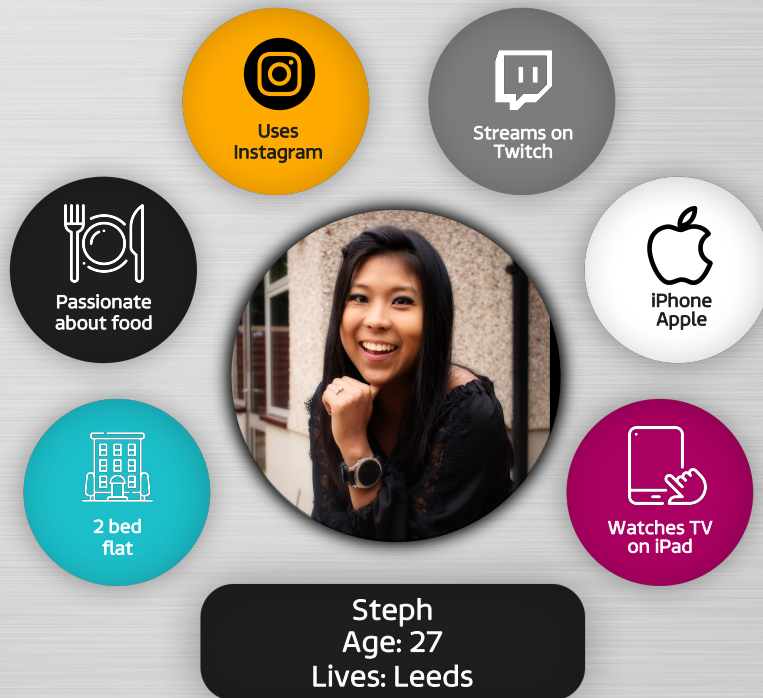 Uses
Instagram
Streams on
Twitch
Passionate
about food
iPhone
Apple
2 bed
flat
Watches TV
on iPad
Steph
Age: 27
Lives: Leeds